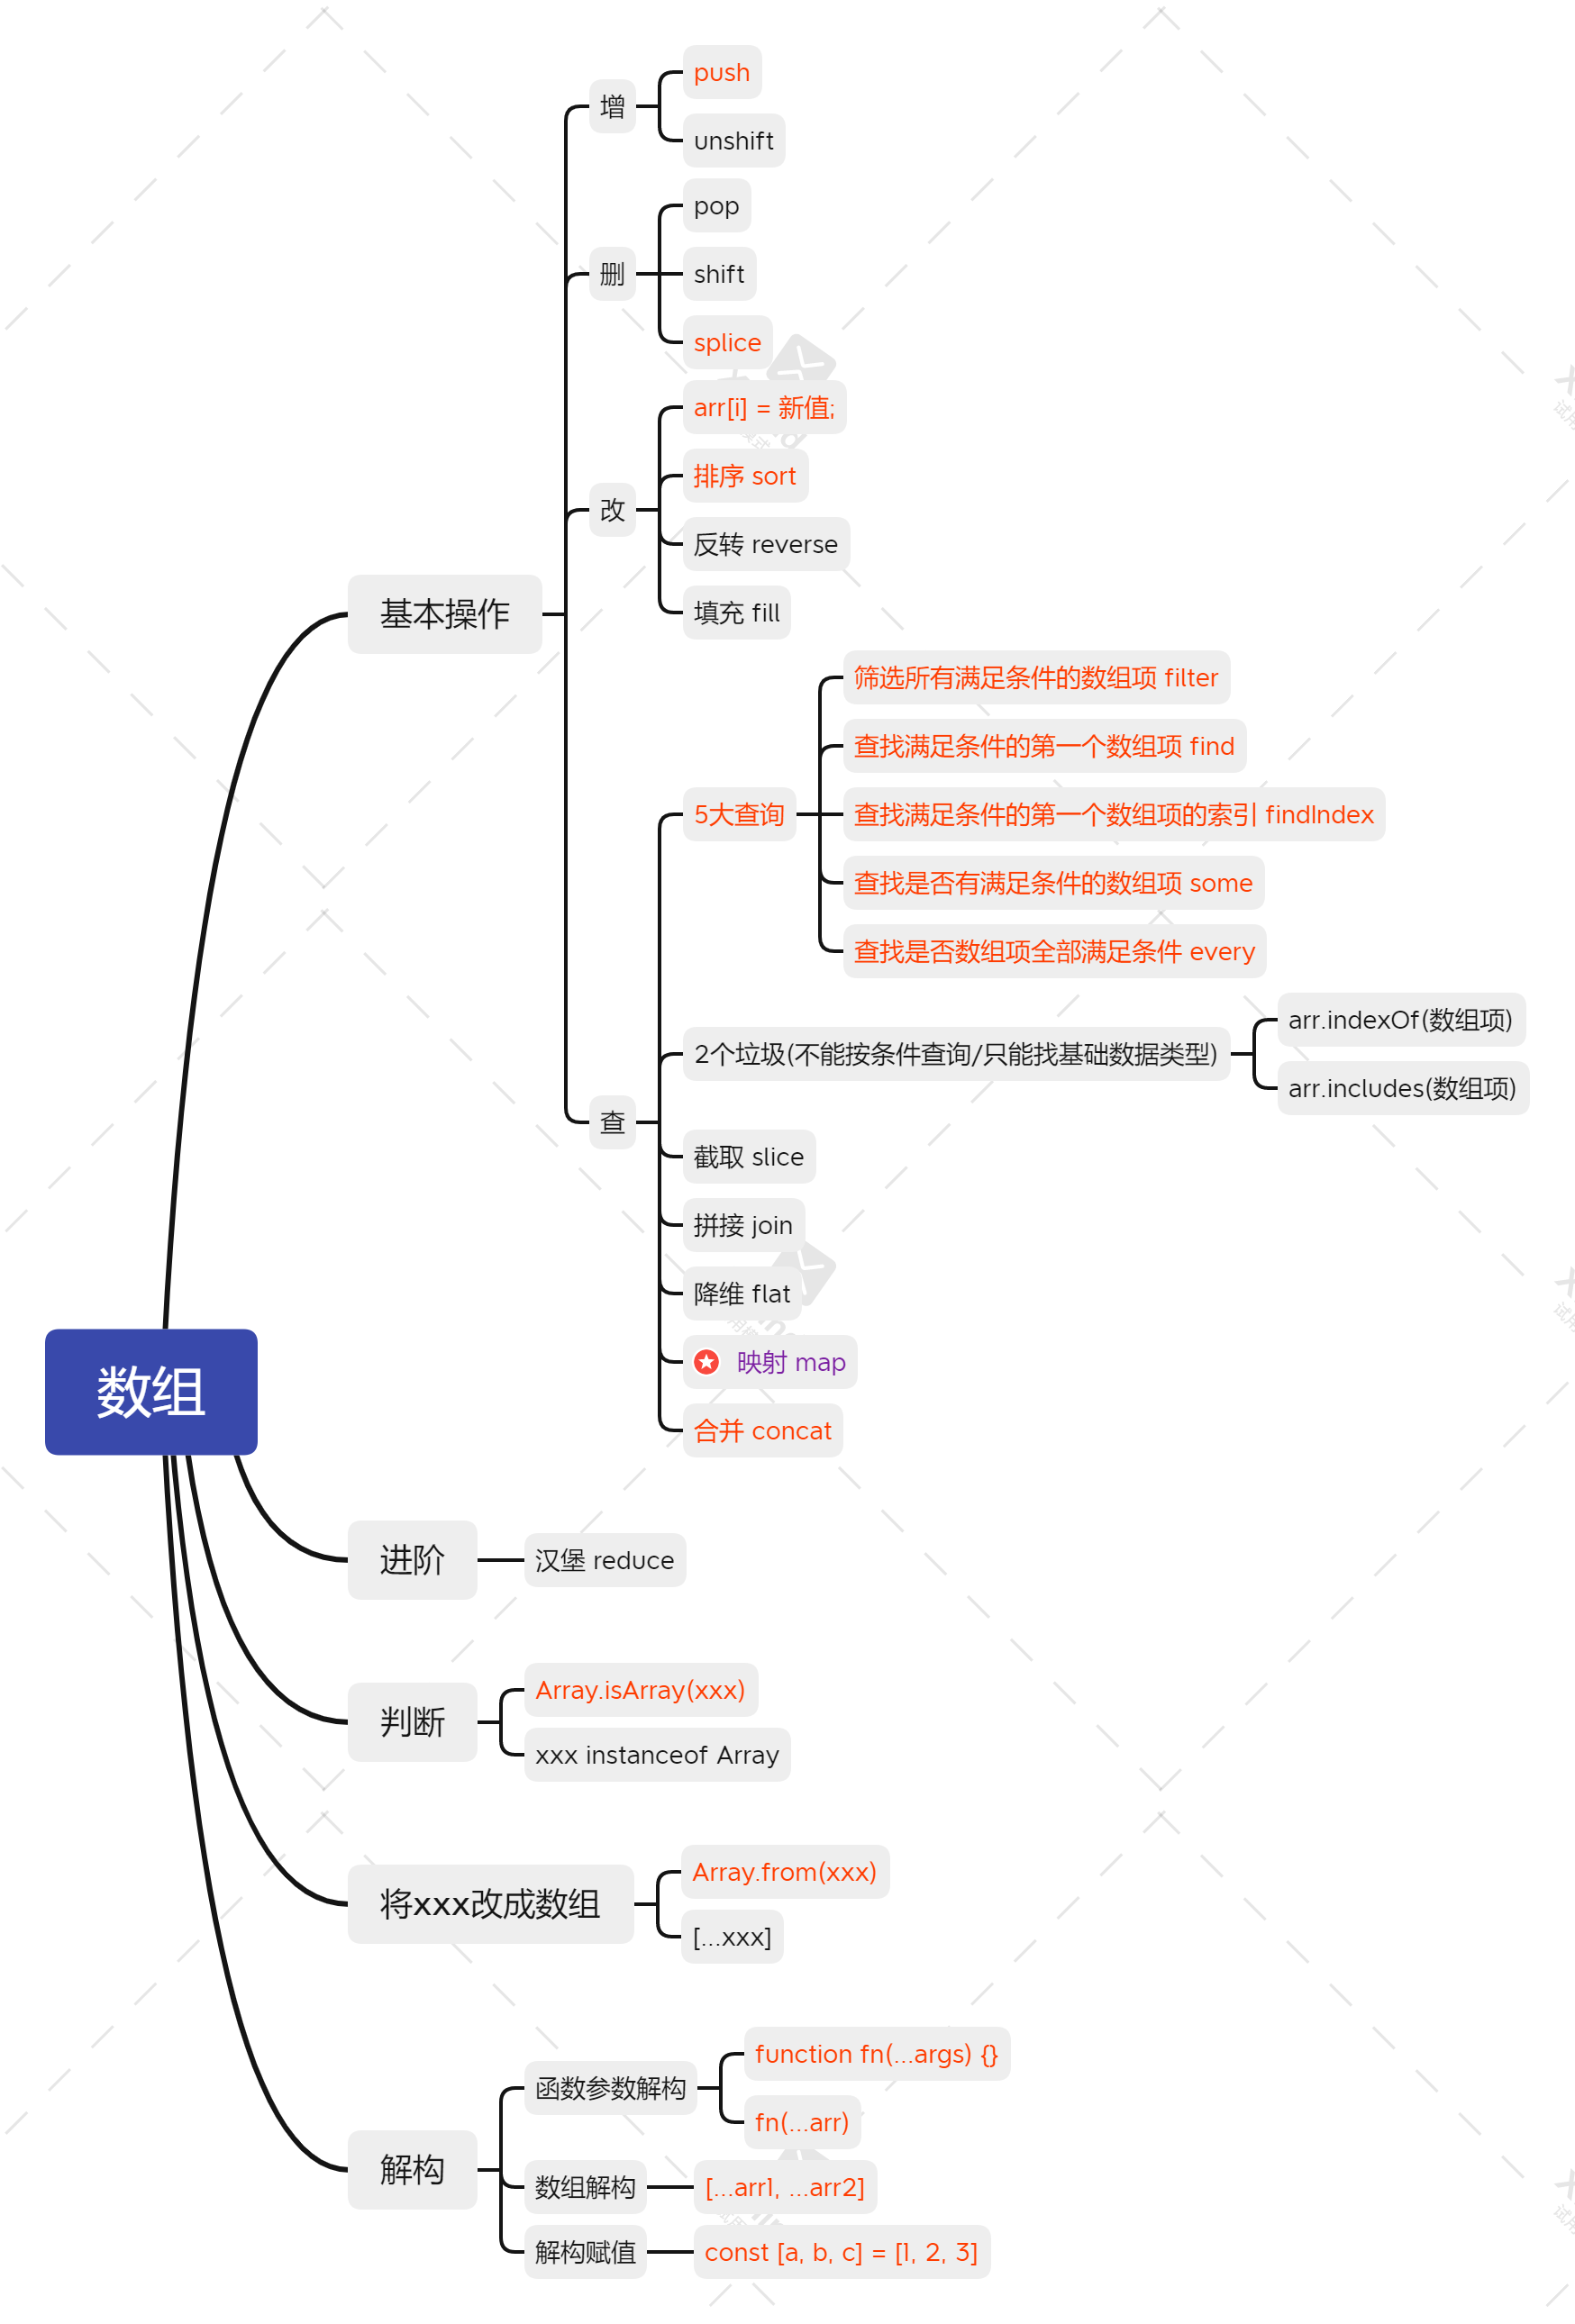 push
增
unshift
pop
删
shift
splice
arr[i] = 新值;
排序 sort
改
反转 reverse
基本操作
填充 fill
筛选所有满足条件的数组项 filter
查找满足条件的第一个数组项 find
5大查询
查找满足条件的第一个数组项的索引 findIndex
查找是否有满足条件的数组项 some
查找是否数组项全部满足条件 every
arr.indexOf(数组项)
2个垃圾(不能按条件查询/只能找基础数据类型)
arr.includes(数组项)
查
截取 slice
拼接 join
降维 flat
映射 map
数组
合并 concat
进阶
汉堡 reduce
Array.isArray(xxx)
判断
xxx instanceof Array
Array.from(xxx)
将xxx改成数组
[...xxx]
function fn(...args) {}
函数参数解构
fn(...arr)
解构
数组解构
[...arr1, ...arr2]
解构赋值
const [a, b, c] = [1, 2, 3]